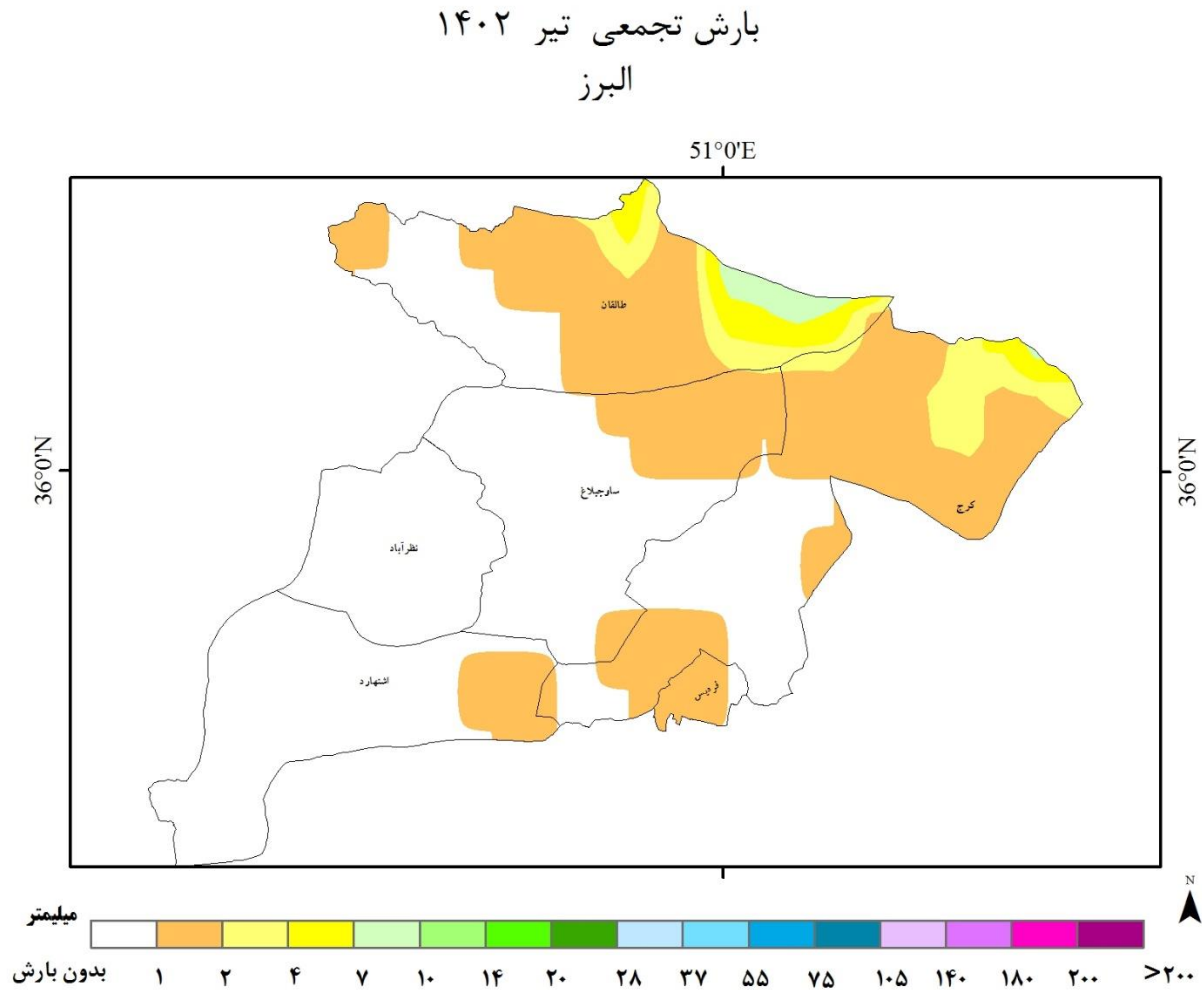 بارش تجمعی تیر ۱۴۰۲
البرز
51°0'E
36°0'N
36°0'N
طالقان
ساوجبلاغ
کرج
نظرآباد
اشتهارد
فردیس
N
میلیمتر
بدون بارش ۱ ۲ ۴ ۷ ۱۰ ۱۴ ۲۰ ۲۸ ۳۷ ۵۵ ۷۵ ۱۰۵ ۱۴۰ ۱۸۰ ۲۰۰ >۲۰۰